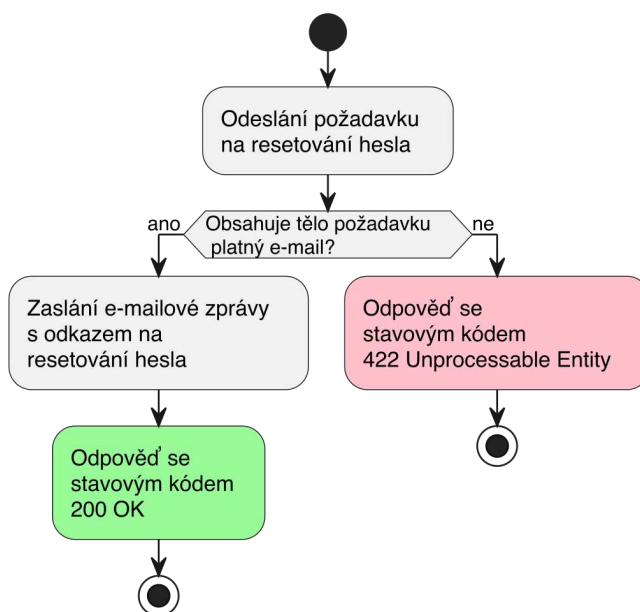 Odeslání požadavku
na resetování hesla
ano
Obsahuje tělo požadavku
platný e-mail?
ne
Zaslání e-mailové zprávy
s odkazem na
resetování hesla
Odpověď se
stavovým kódem
422 Unprocessable Entity
Odpověď se
stavovým kódem
200 OK